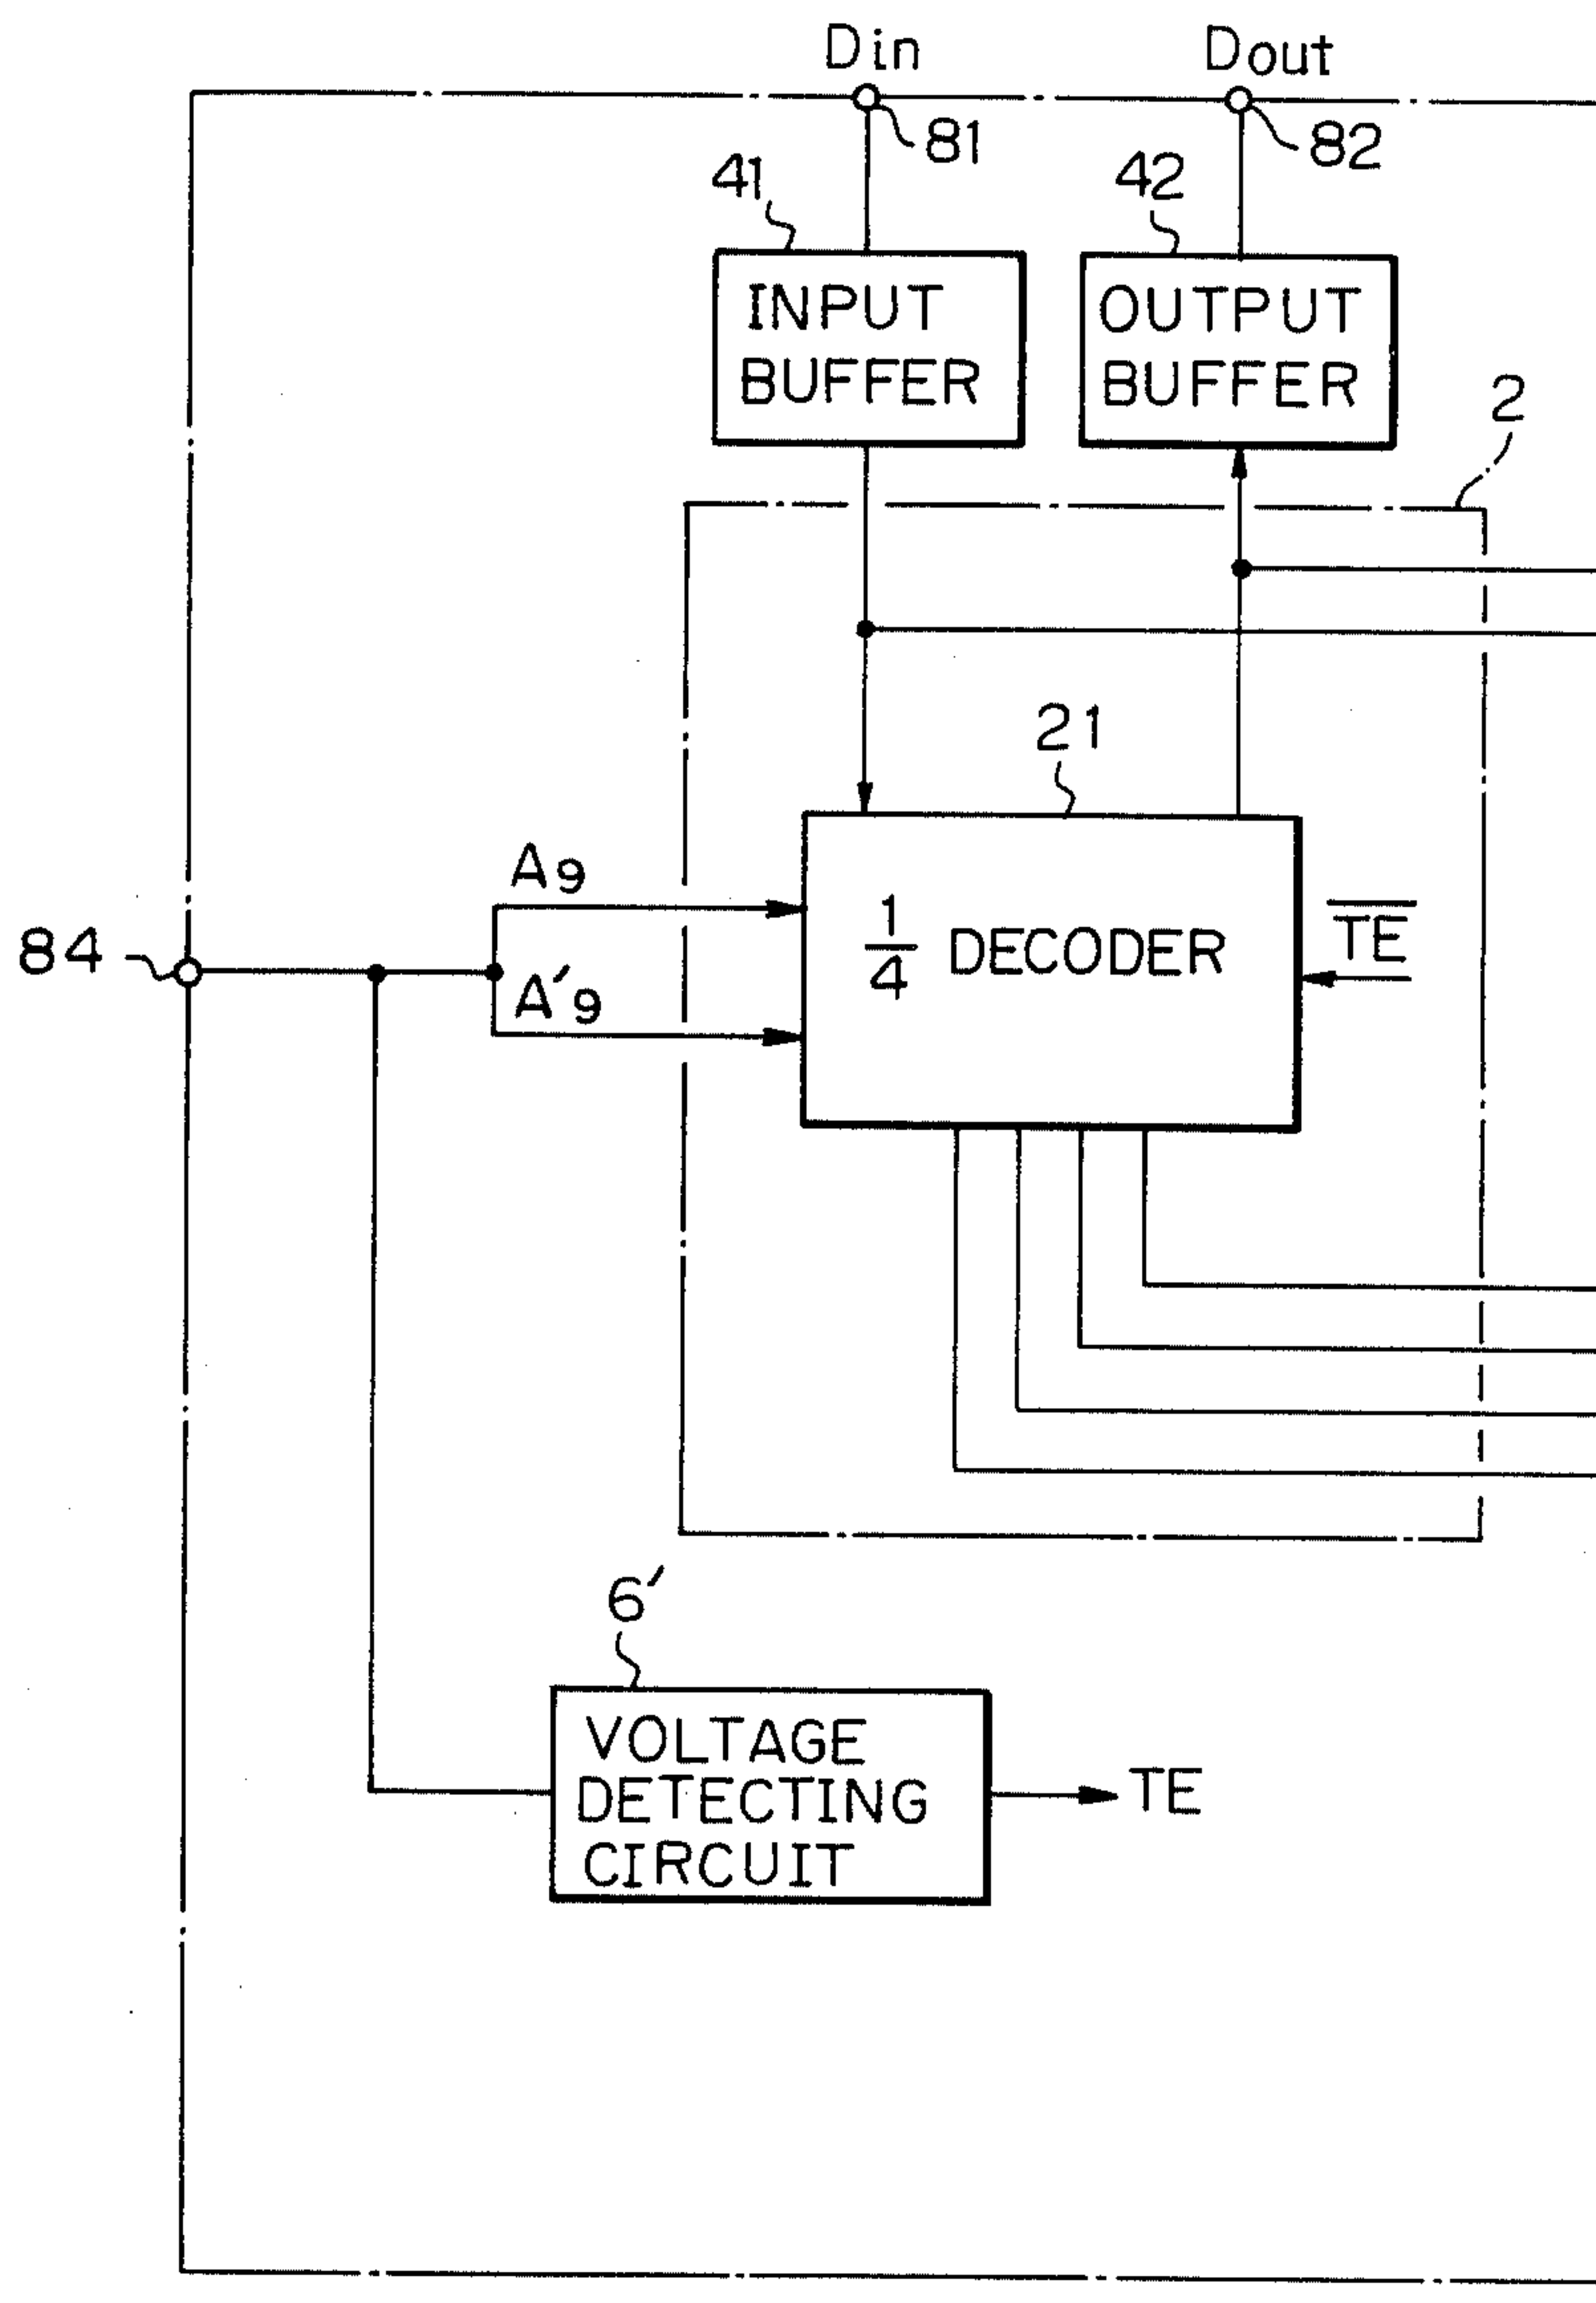 Din
Dout
81
82
41
42
INPUT
BUFFER
OUTPUT
BUFFER
2
21
A9
84
A'9
1/4 DECODER
T̅E̅
6'
VOLTAGE
DETECTING
CIRCUIT
TE